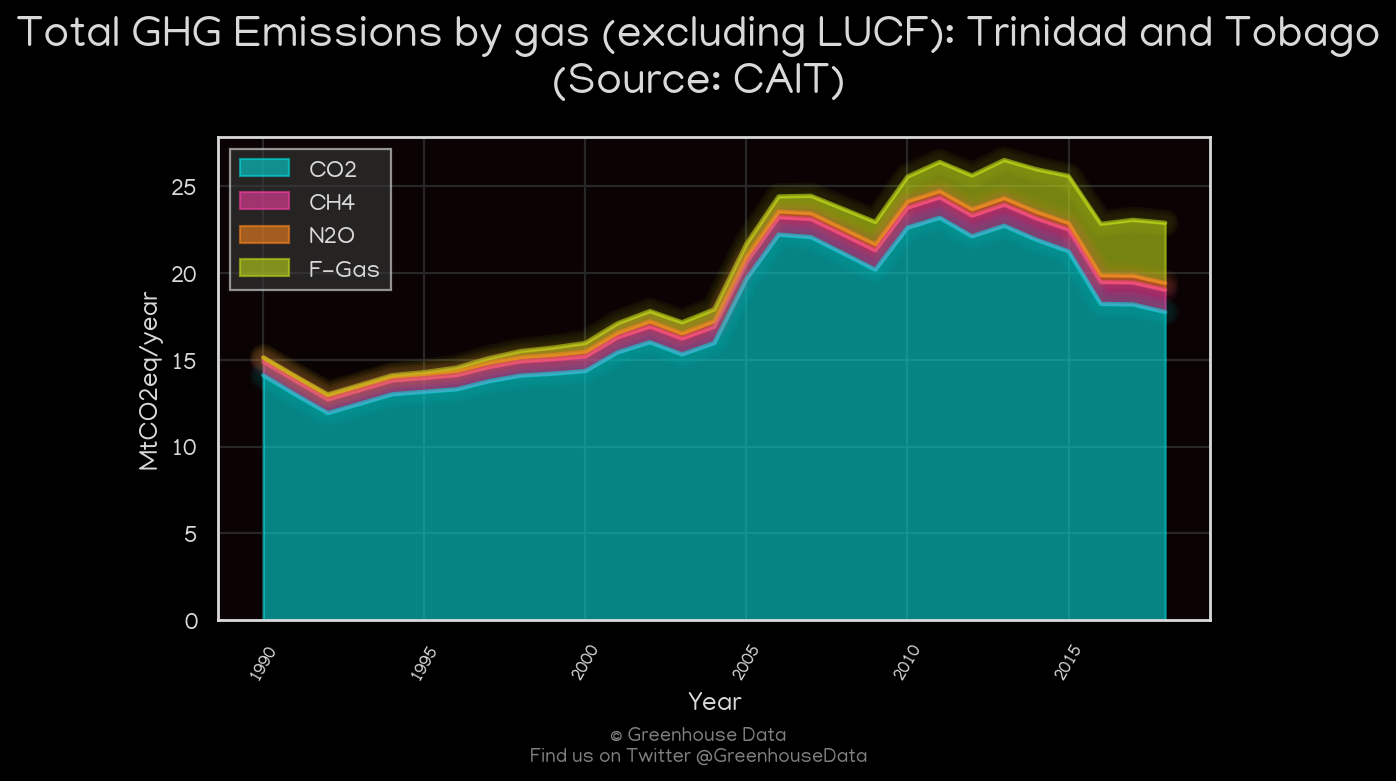 Total GHG Emissions by gas (excluding LUCF): Trinidad and Tobago
(Source: CAIT)
CO2
CH4
N2O
F-Gas
MtCO2eq/year
25
20
15
10
5
0
1990
1995
2000
2005
2010
2015
Year
© Greenhouse Data
Find us on Twitter @GreenhouseData